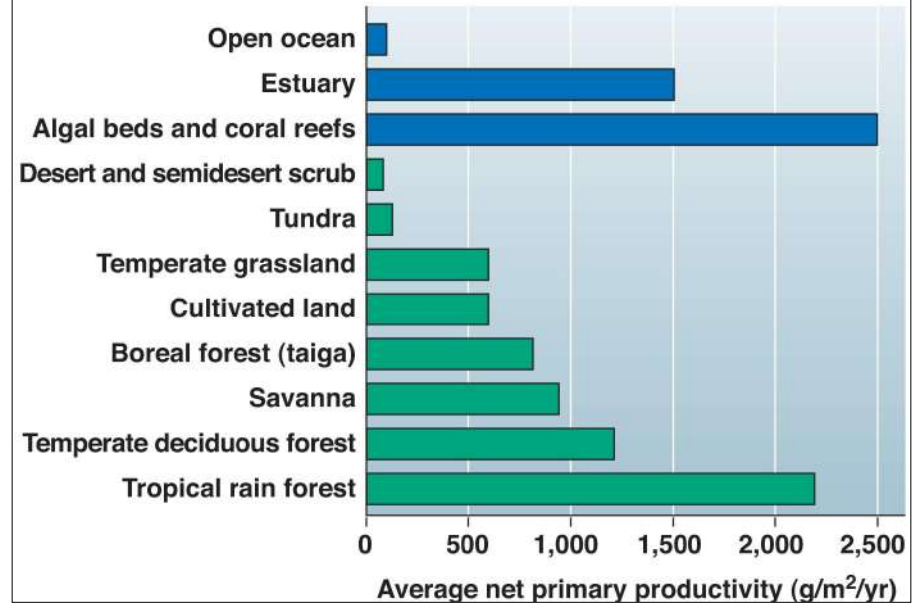 Open ocean
Estuary
Algal beds and coral reefs
Desert and semidesert scrub
Tundra
Temperate grassland
Cultivated land
Boreal forest (taiga)
Savanna
Temperate deciduous forest
Tropical rain forest
0 500 1,000 1,500 2,000 2,500
Average net primary productivity (g/m²/yr)